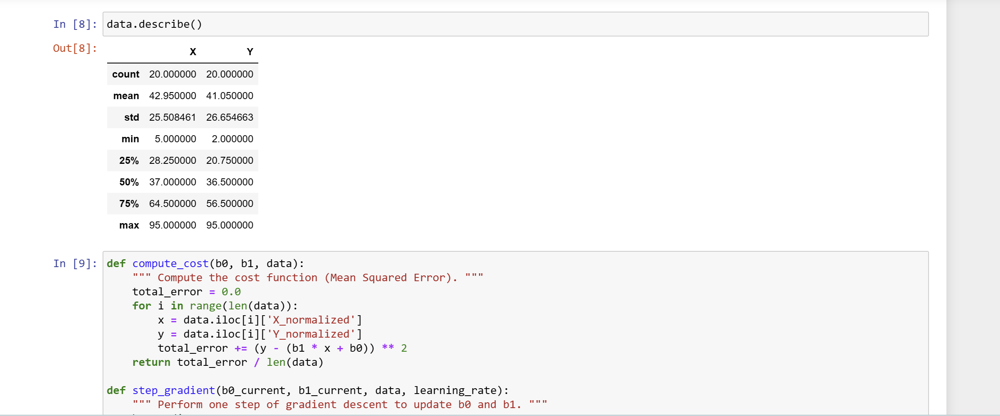 In [8]: data.describe()
Out[8]:
X Y
count 20.000000 20.000000
mean 42.950000 41.050000
std 25.508461 26.654663
min 5.000000 2.000000
25% 28.250000 20.750000
50% 37.000000 36.500000
75% 64.500000 56.500000
max 95.000000 95.000000
In [9]: def compute_cost(b0, b1, data):
    """ Compute the cost function (Mean Squared Error). """
    total_error = 0.0
    for i in range(len(data)):
        x = data.iloc[i]['X_normalized']
        y = data.iloc[i]['Y_normalized']
        total_error += (y - (b1 * x + b0)) ** 2
    return total_error / len(data)
def step_gradient(b0_current, b1_current, data, learning_rate):
    """ Perform one step of gradient descent to update b0 and b1. """